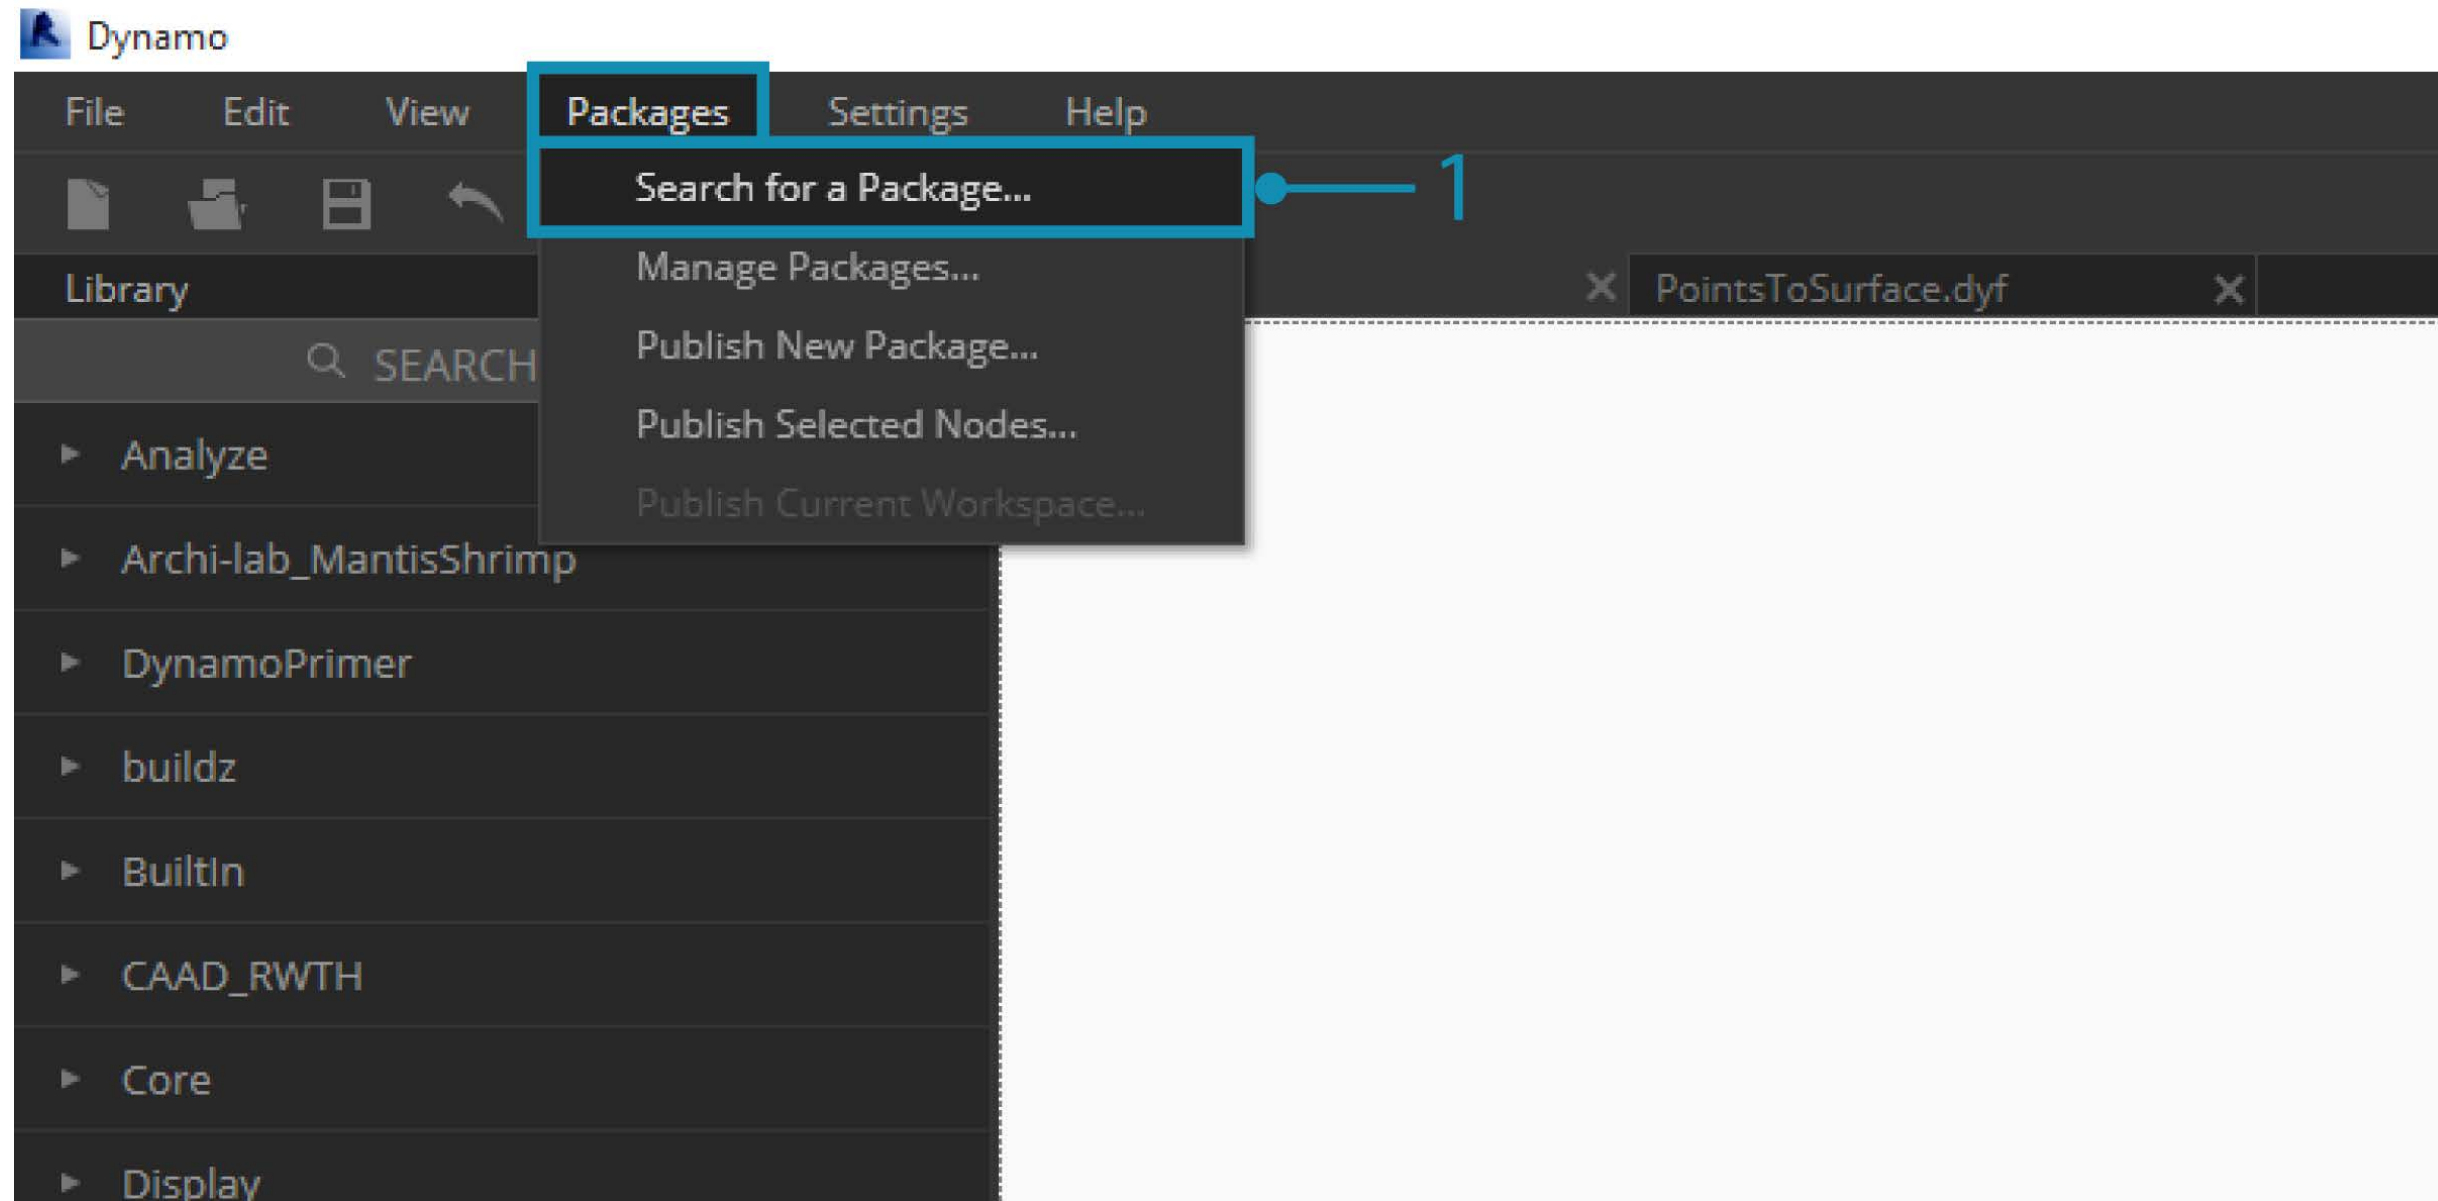 Dynamo
File Edit View Packages Settings Help
Search for a Package... 1
Manage Packages...
Library
PointsToSurface.dyf
SEARCH
Publish New Package...
Publish Selected Nodes...
Analyze
Publish Current Workspace...
Archi-lab_MantisShrimp
DynamoPrimer
buildz
BuiltIn
CAAD_RWTH
Core
Display